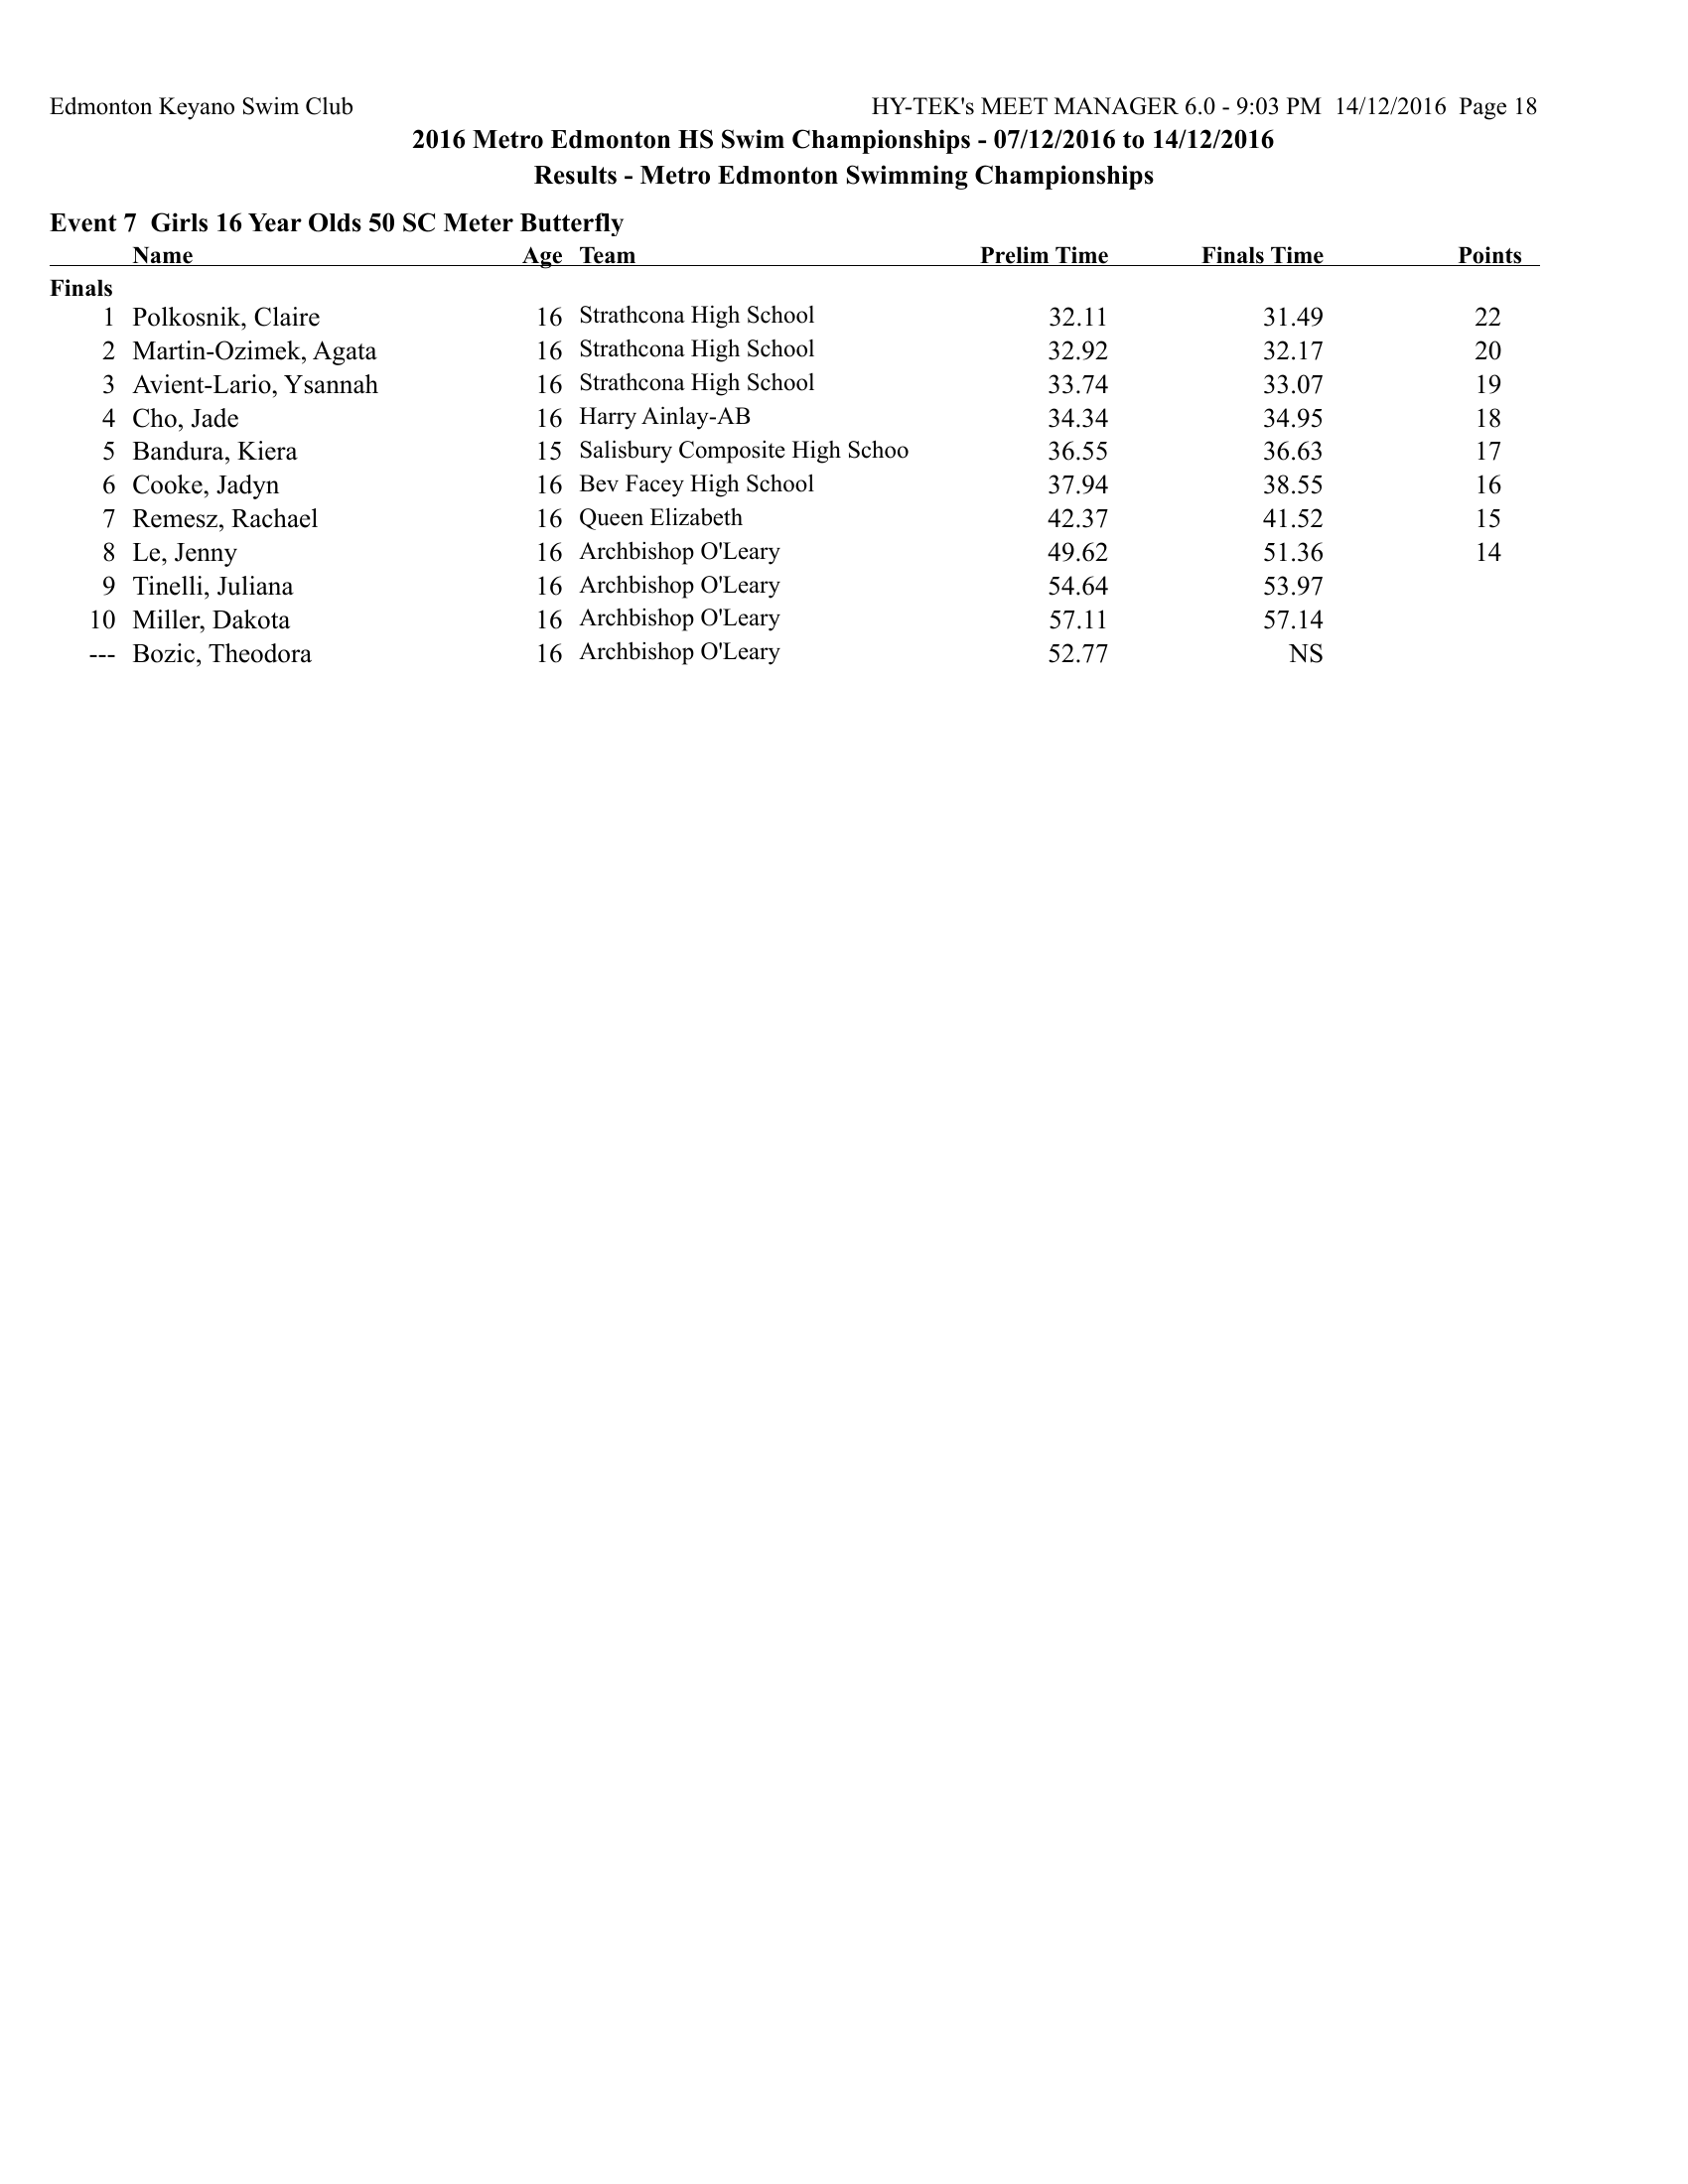 Edmonton Keyano Swim Club HY-TEK's MEET MANAGER 6.0 - 9:03 PM 14/12/2016 Page 18
2016 Metro Edmonton HS Swim Championships - 07/12/2016 to 14/12/2016
Results - Metro Edmonton Swimming Championships
Event 7 Girls 16 Year Olds 50 SC Meter Butterfly
Name Age Team Prelim Time Finals Time Points
Finals
1 Polkosnik, Claire 16 Strathcona High School 32.11 31.49 22
2 Martin-Ozimek, Agata 16 Strathcona High School 32.92 32.17 20
3 Avient-Lario, Ysannah 16 Strathcona High School 33.74 33.07 19
4 Cho, Jade 16 Harry Ainlay-AB 34.34 34.95 18
5 Bandura, Kiera 15 Salisbury Composite High Schoo 36.55 36.63 17
6 Cooke, Jadyn 16 Bev Facey High School 37.94 38.55 16
7 Remesz, Rachael 16 Queen Elizabeth 42.37 41.52 15
8 Le, Jenny 16 Archbishop O'Leary 49.62 51.36 14
9 Tinelli, Juliana 16 Archbishop O'Leary 54.64 53.97
10 Miller, Dakota 16 Archbishop O'Leary 57.11 57.14
--- Bozic, Theodora 16 Archbishop O'Leary 52.77 NS